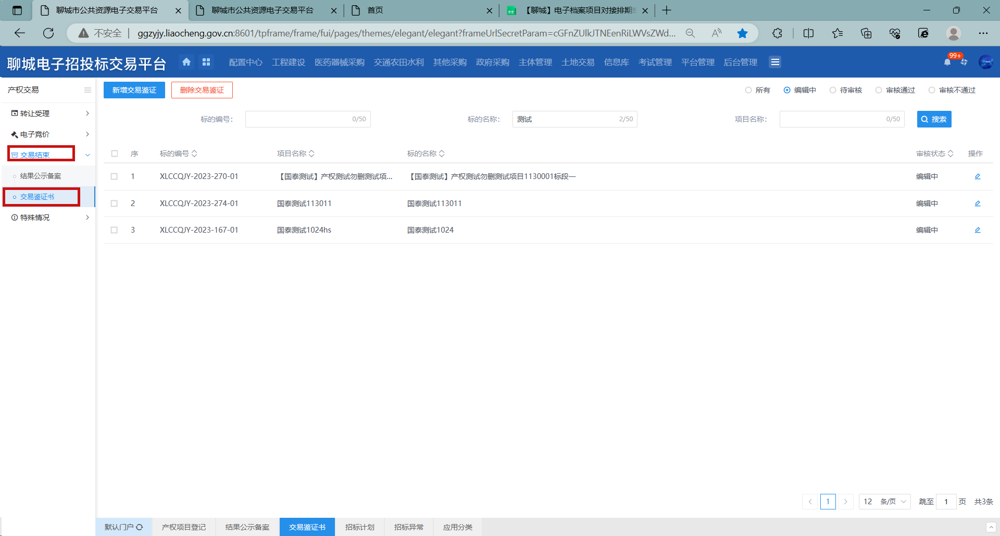 聊城市公共资源电子交易平台
聊城市公共资源电子交易平台
首页
【聊城】电子档案项目对接排期
不安全
ggzyjy.liaocheng.gov.cn:8601/tpframe/frame/fui/pages/themes/elegant/elegant?frameUrlSecretParam=cGFnZUlkJTNEenRiLWVsZWd...
聊城电子招投标交易平台
配置中心 工程建设 医药器械采购 交通农田水利 其他采购 政府采购 主体管理 土地交易 信息库 考试管理 平台管理 后台管理
99+
产权交易
转让受理
电子竞价
交易结束
结果公示备案
交易鉴证书
特殊情况
新增交易鉴证 删除交易鉴证
所有 编辑中 待审核 审核通过 审核不通过
标的编号： 0/50 标的名称： 测试 2/50 项目名称： 0/50 搜索
序 标的编号 项目名称 标的名称 审核状态 操作
1 XLCCQJY-2023-270-01 【国泰测试】产权测试勿删测试项... 【国泰测试】产权测试勿删测试项目1130001标段一 编辑中
2 XLCCQJY-2023-274-01 国泰测试113011 国泰测试113011 编辑中
3 XLCCQJY-2023-167-01 国泰测试1024hs 国泰测试1024 编辑中
1 12 条/页 跳至 1 页 共3条
默认门户 产权项目登记 结果公示备案 交易鉴证书 招标计划 招标异常 应用分类